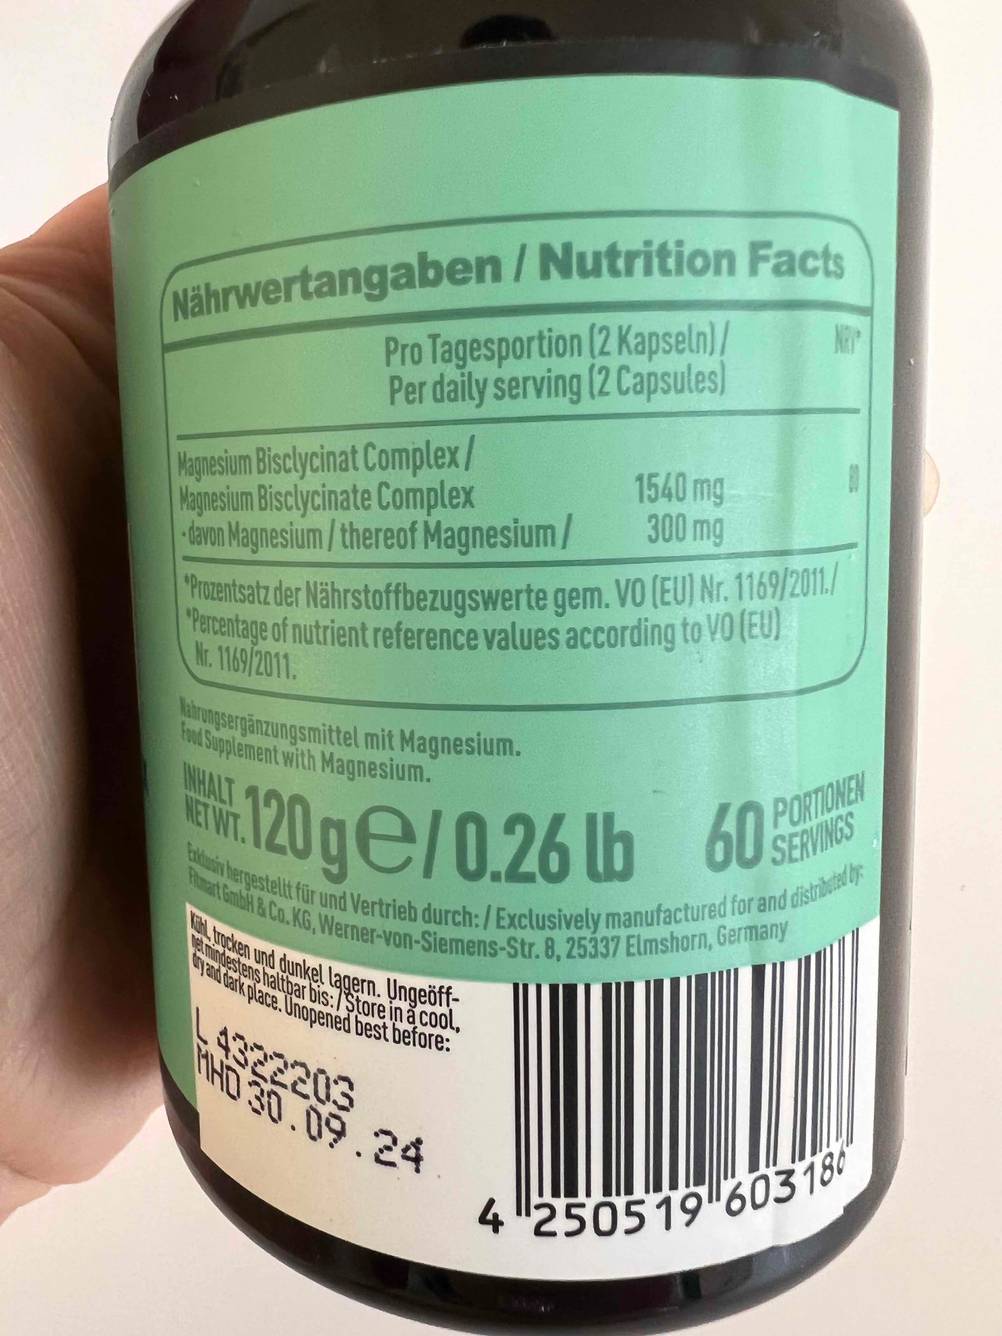 Nährwertangaben / Nutrition Facts
Pro Tagesportion (2 Kapseln) / NRV*
Per daily serving (2 Capsules)
Magnesium Bisclycinat Complex /
Magnesium Bisclycinate Complex 1540 mg
- davon Magnesium / thereof Magnesium / 300 mg 80
*Prozentsatz der Nährstoffbezugswerte gem. VO (EU) Nr. 1169/2011./
*Percentage of nutrient reference values according to VO (EU)
Nr. 1169/2011.
Nahrungsergänzungsmittel mit Magnesium.
Food Supplement with Magnesium.
INHALT
NET WT. 120 g e / 0.26 lb
60 PORTIONEN
SERVINGS
Exklusiv hergestellt für und Vertrieb durch: / Exclusively manufactured for and distributed by:
Fitmart GmbH & Co. KG, Werner-von-Siemens-Str. 8, 25337 Elmshorn, Germany
Kühl, trocken und dunkel lagern. Ungeöff-
net mindestens haltbar bis: / Store in a cool,
dry and dark place. Unopened best before:
L 4322203
MHD 30.09.24
4 250519 603186